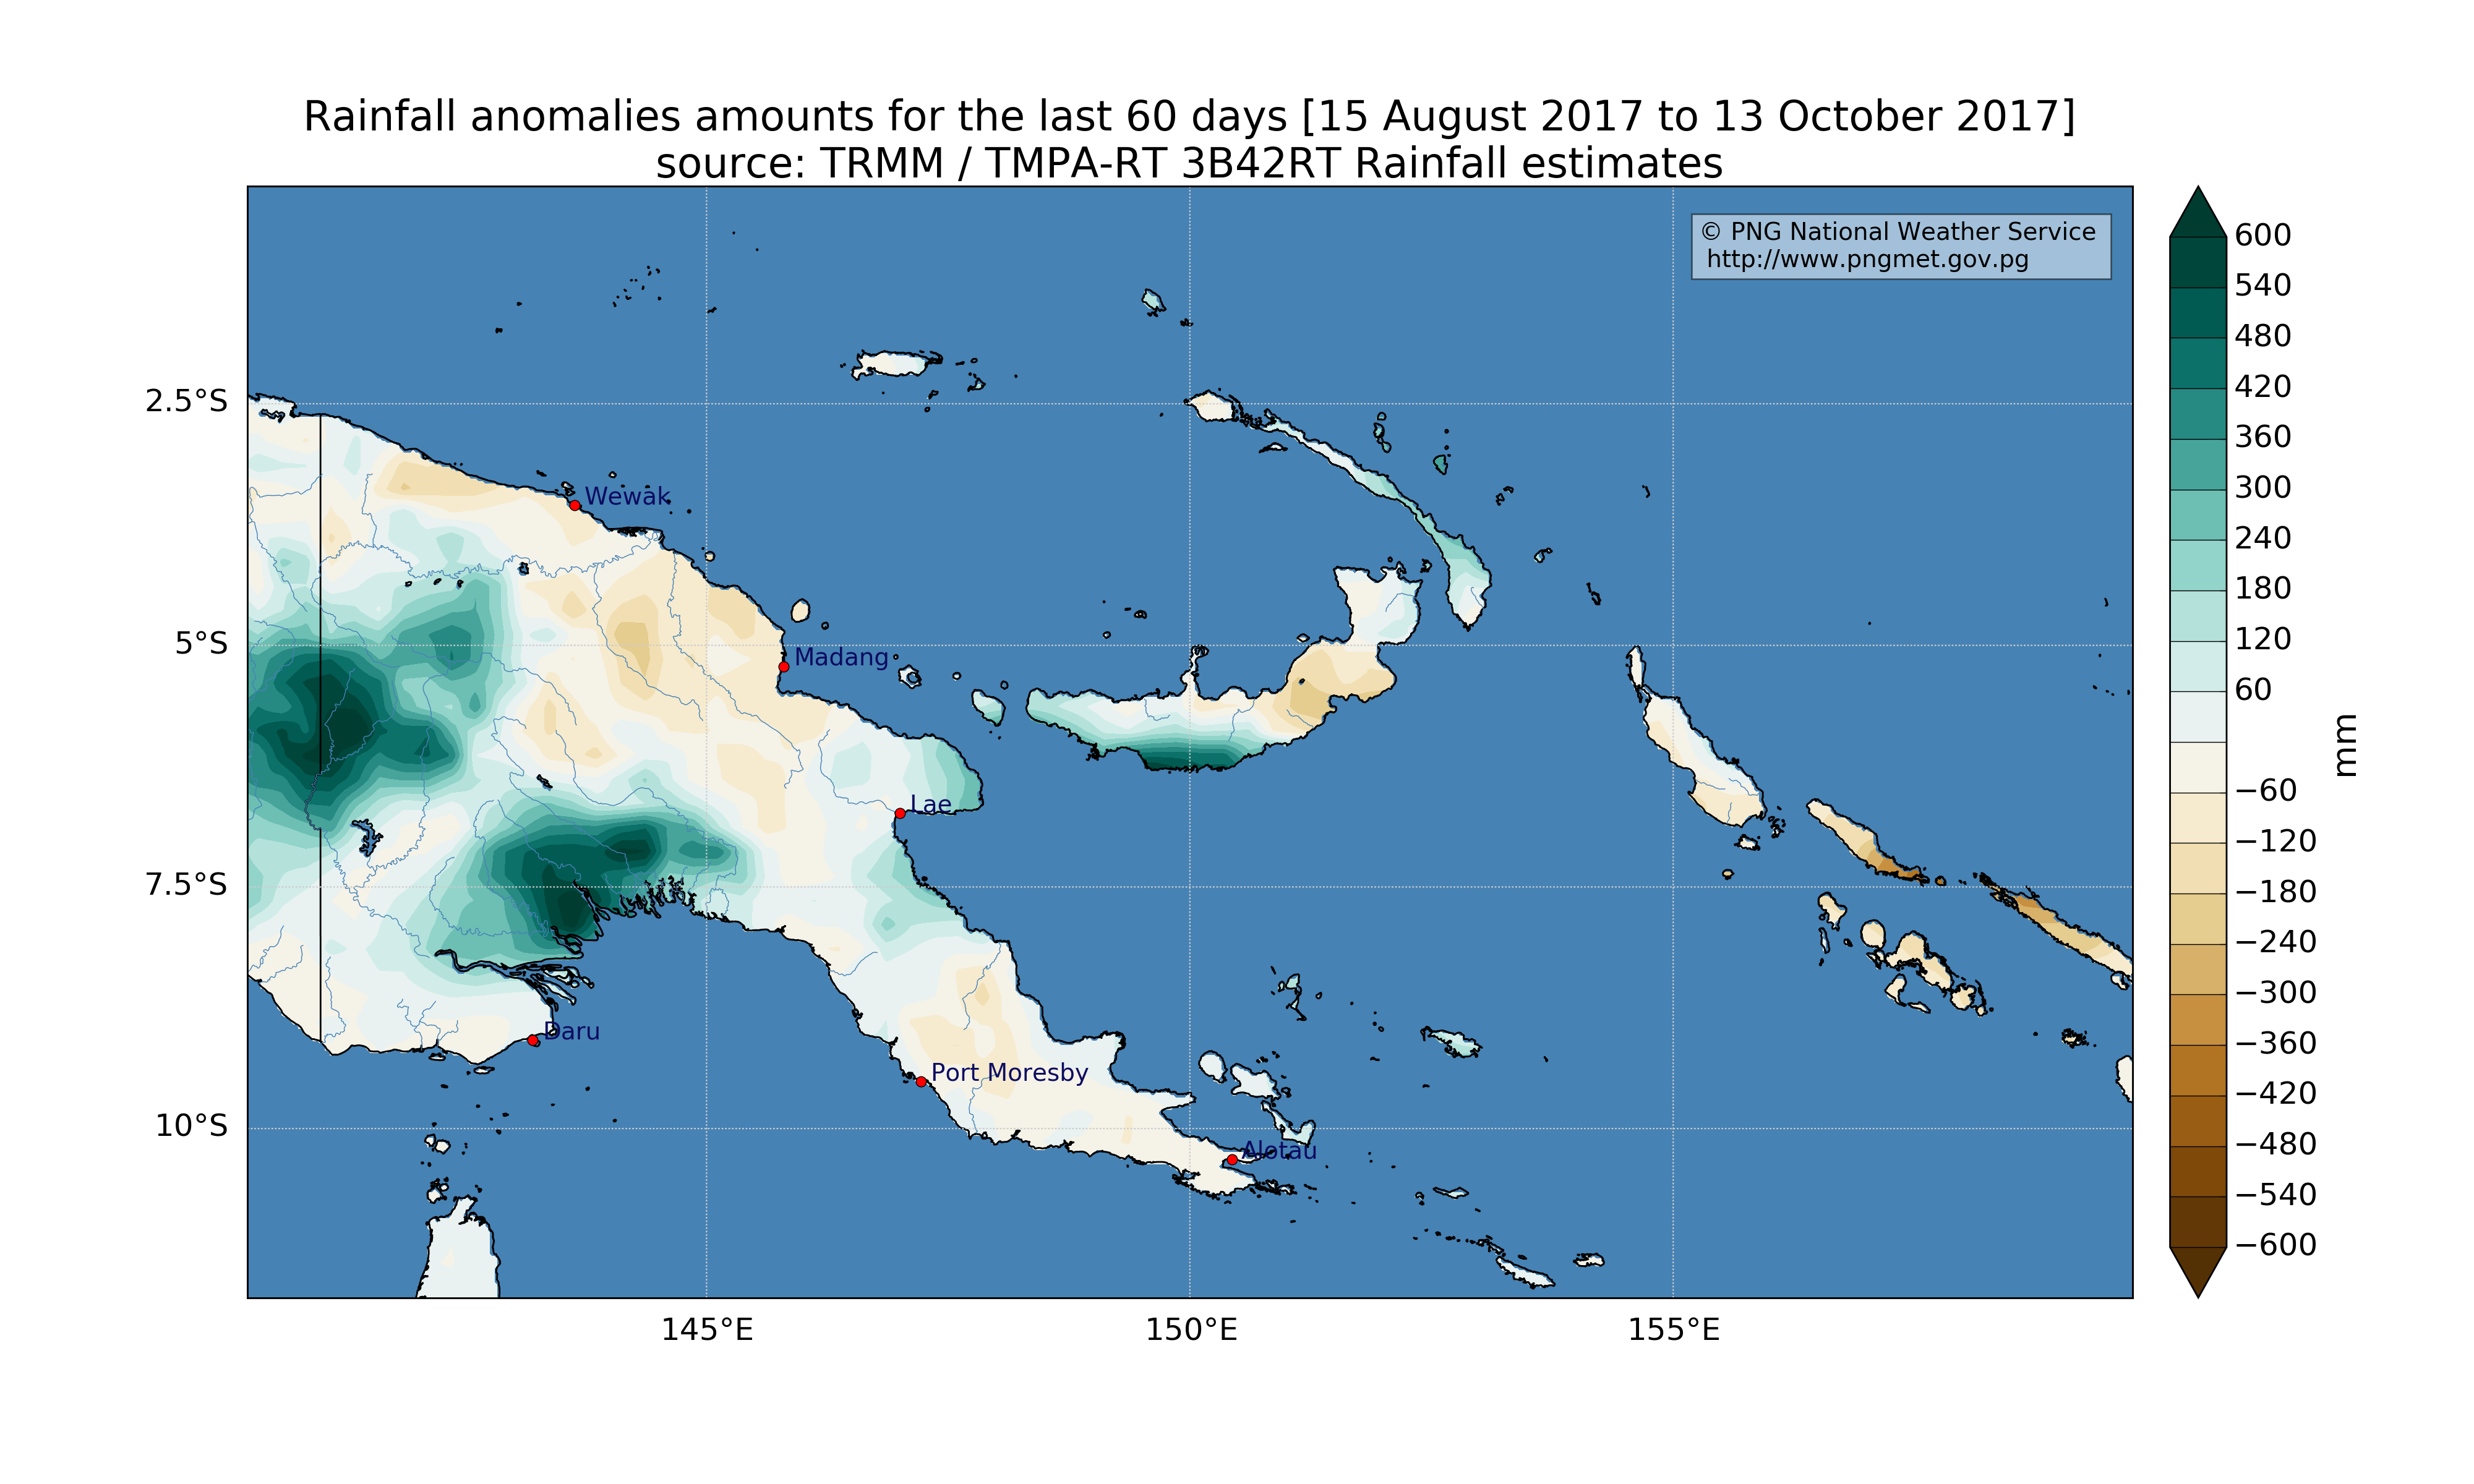 Rainfall anomalies amounts for the last 60 days [15 August 2017 to 13 October 2017]
source: TRMM / TMPA-RT 3B42RT Rainfall estimates
© PNG National Weather Service
http://www.pngmet.gov.pg
2.5°S
5°S
7.5°S
10°S
Wewak
Madang
Lae
Daru
Port Moresby
Alotau
145°E
150°E
155°E
600
540
480
420
360
300
240
180
120
60
−60
−120
−180
−240
−300
−360
−420
−480
−540
−600
mm